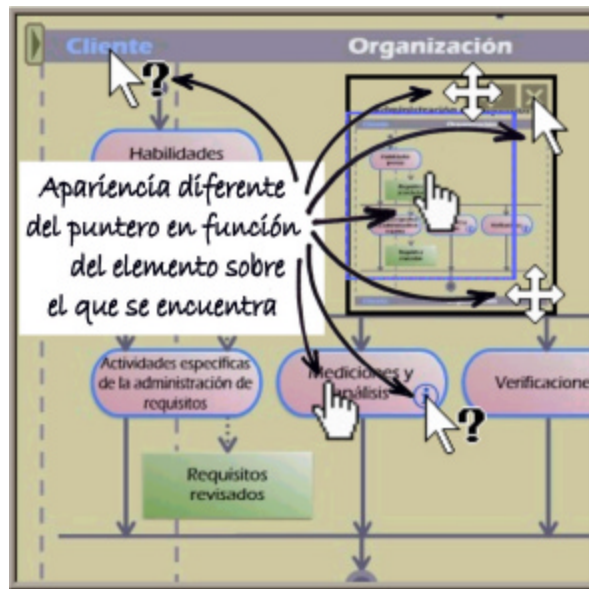 Cliente
Organización
?
Habilidades
Apariencia diferente
del puntero en función
del elemento sobre
el que se encuentra
Actividades específicas
de la administración de
requisitos
Mediciones y
análisis
i
?
Verificacione
Requisitos
revisados